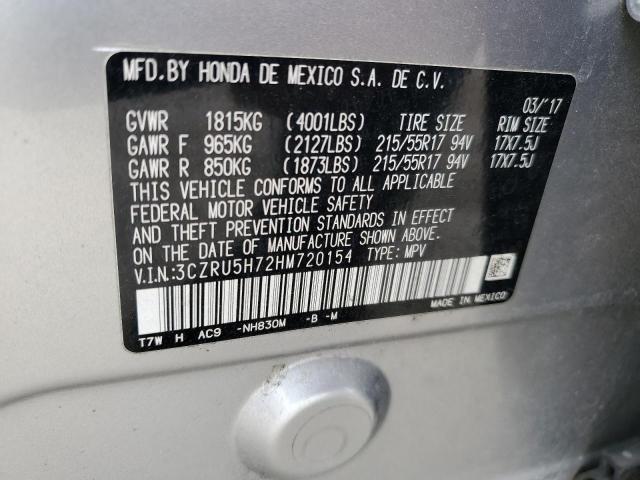 MFD.BY HONDA DE MEXICO S.A. DE C.V.
03/'17
GVWR 1815KG (4001LBS) TIRE SIZE RIM SIZE
GAWR F 965KG (2127LBS) 215/55R17 94V 17X7.5J
GAWR R 850KG (1873LBS) 215/55R17 94V 17X7.5J
THIS VEHICLE CONFORMS TO ALL APPLICABLE
FEDERAL MOTOR VEHICLE SAFETY
AND THEFT PREVENTION STANDARDS IN EFFECT
ON THE DATE OF MANUFACTURE SHOWN ABOVE.
V.I.N:3CZRU5H72HM720154 TYPE: MPV
MADE IN MEXICO
T7W H AC9 -NH830M -B -M